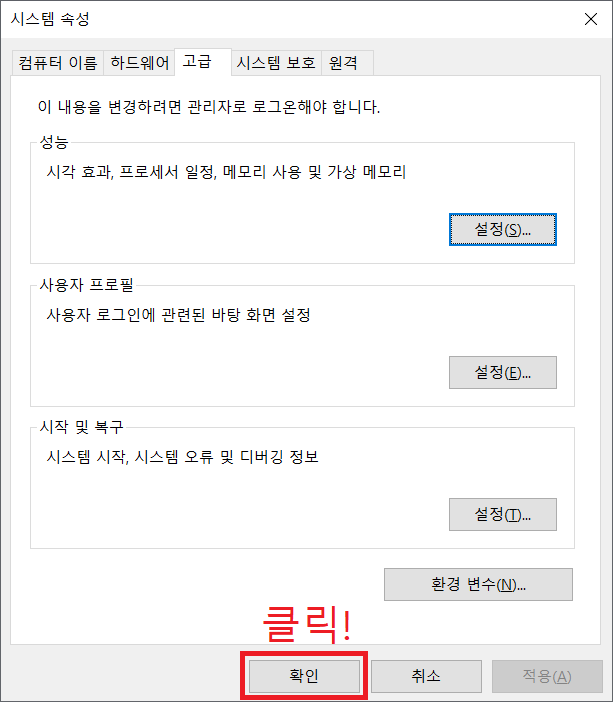 시스템 속성
컴퓨터 이름 하드웨어 고급 시스템 보호 원격
이 내용을 변경하려면 관리자로 로그온해야 합니다.
성능
시각 효과, 프로세서 일정, 메모리 사용 및 가상 메모리
설정(S)...
사용자 프로필
사용자 로그인에 관련된 바탕 화면 설정
설정(E)...
시작 및 복구
시스템 시작, 시스템 오류 및 디버깅 정보
설정(T)...
환경 변수(N)...
클릭!
확인 취소 적용(A)